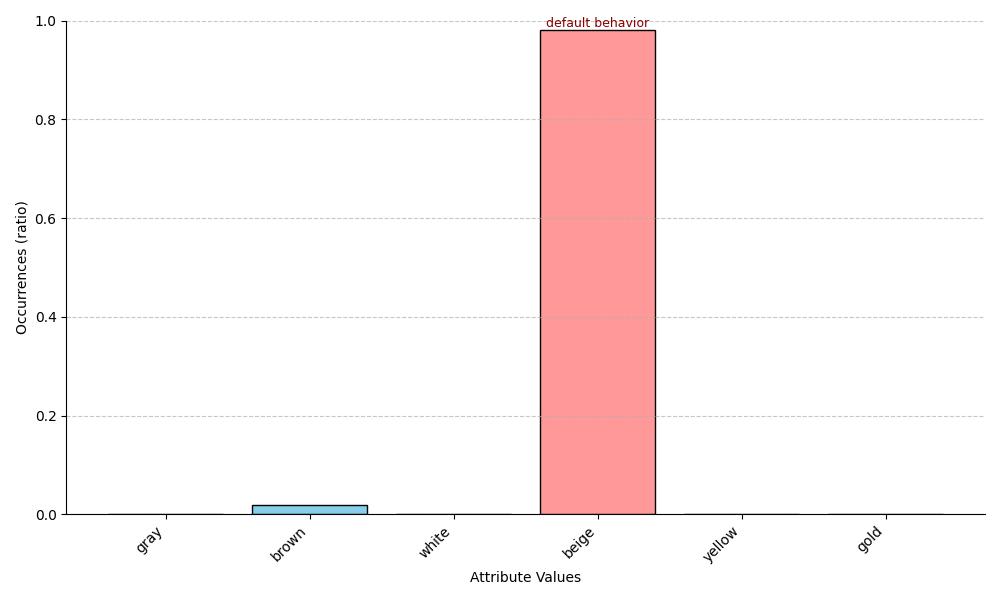 default behavior
1.0
0.8
0.6
0.4
0.2
0.0
Occurrences (ratio)
gray
brown
white
beige
yellow
gold
Attribute Values